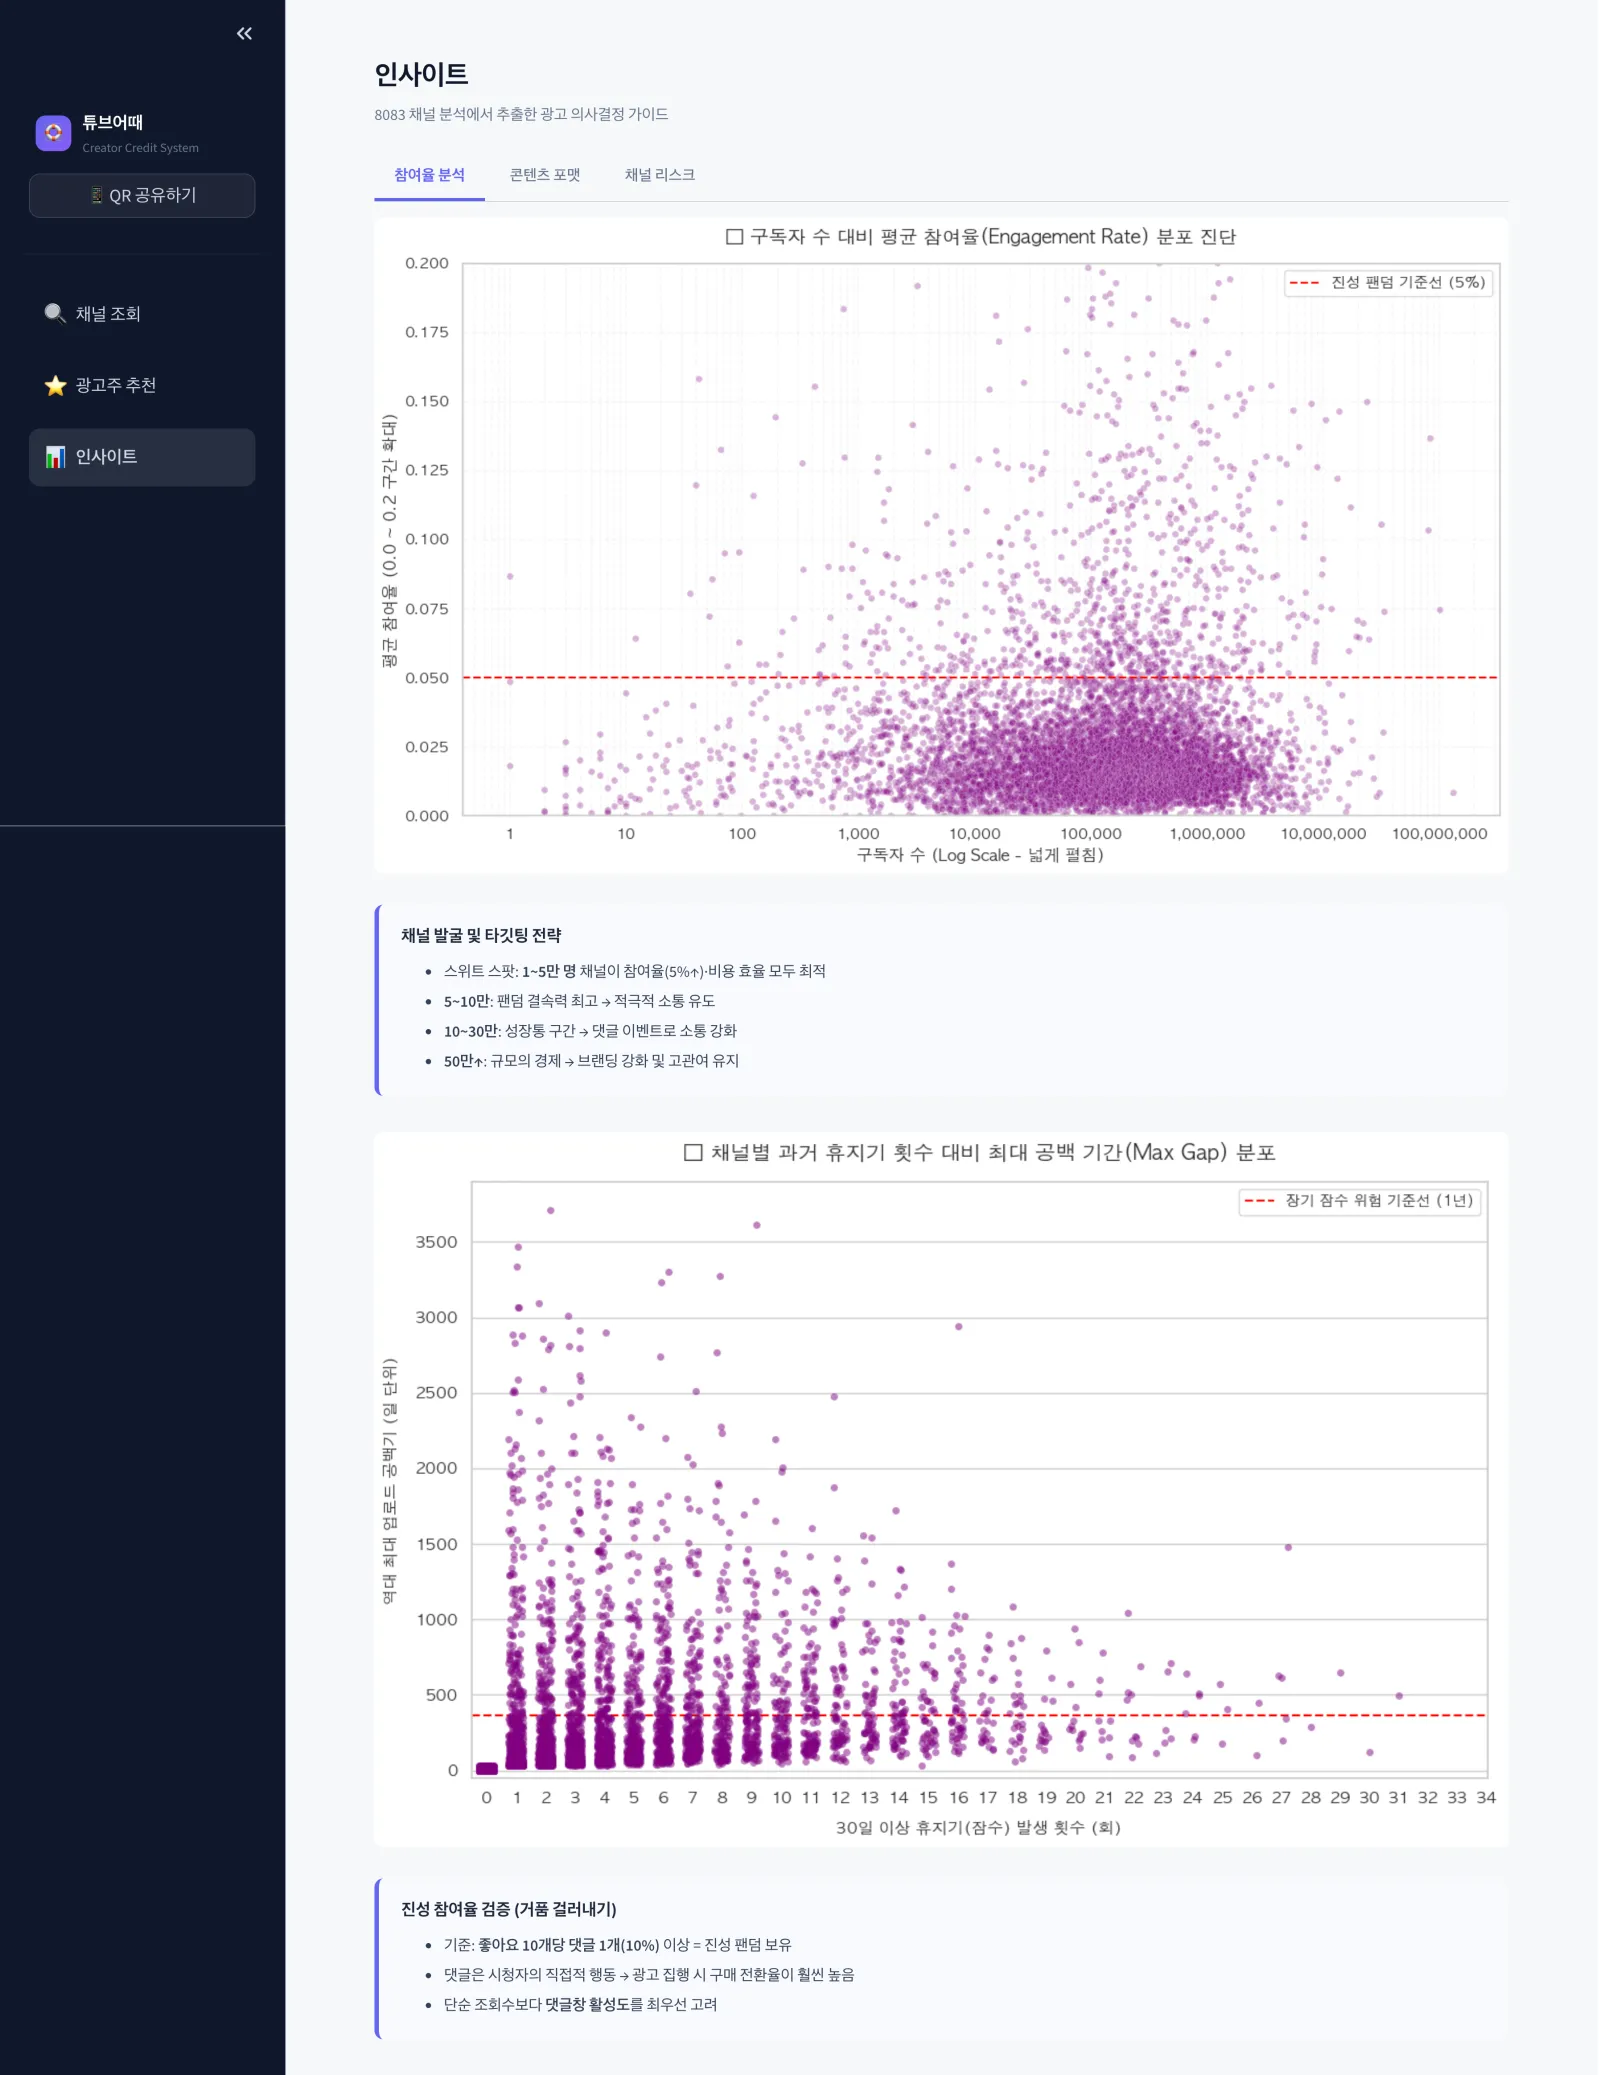 튜브어때
Creator Credit System
QR 공유하기
채널 조회
광고주 추천
인사이트
인사이트
8083 채널 분석에서 추출한 광고 의사결정 가이드
참여율 분석
콘텐츠 포맷
채널 리스크
□ 구독자 수 대비 평균 참여율(Engagement Rate) 분포 진단
진성 팬덤 기준선 (5%)
평균 참여율 (0.0 ~ 0.2 구간 확대)
0.200
0.175
0.150
0.125
0.100
0.075
0.050
0.025
0.000
1 10 100 1,000 10,000 100,000 1,000,000 10,000,000 100,000,000
구독자 수 (Log Scale - 넓게 펼침)
채널 발굴 및 타깃팅 전략
• 스위트 스팟: 1~5만 명 채널이 참여율(5%↑)·비용 효율 모두 최적
• 5~10만: 팬덤 결속력 최고 → 적극적 소통 유도
• 10~30만: 성장통 구간 → 댓글 이벤트로 소통 강화
• 50만↑: 규모의 경제 → 브랜딩 강화 및 고관여 유지
□ 채널별 과거 휴지기 횟수 대비 최대 공백 기간(Max Gap) 분포
장기 잠수 위험 기준선 (1년)
역대 최대 업로드 공백기 (일 단위)
3500
3000
2500
2000
1500
1000
500
0
0 1 2 3 4 5 6 7 8 9 10 11 12 13 14 15 16 17 18 19 20 21 22 23 24 25 26 27 28 29 30 31 32 33 34
30일 이상 휴지기(잠수) 발생 횟수 (회)
진성 참여율 검증 (거품 걸러내기)
• 기준: 좋아요 10개당 댓글 1개(10%) 이상 = 진성 팬덤 보유
• 댓글은 시청자의 직접적 행동 → 광고 집행 시 구매 전환율이 훨씬 높음
• 단순 조회수보다 댓글창 활성도를 최우선 고려